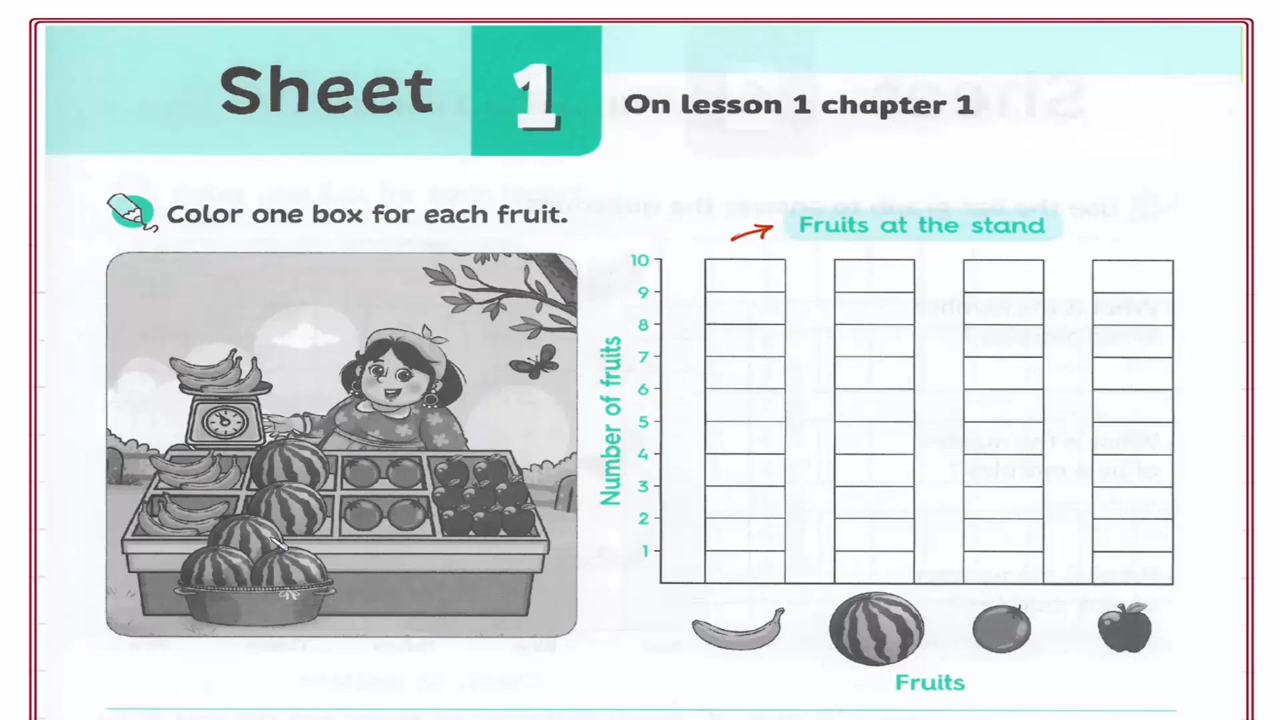 Sheet 1
On lesson 1 chapter 1
Color one box for each fruit.
Fruits at the stand
Number of fruits
10
9
8
7
6
5
4
3
2
1
Fruits